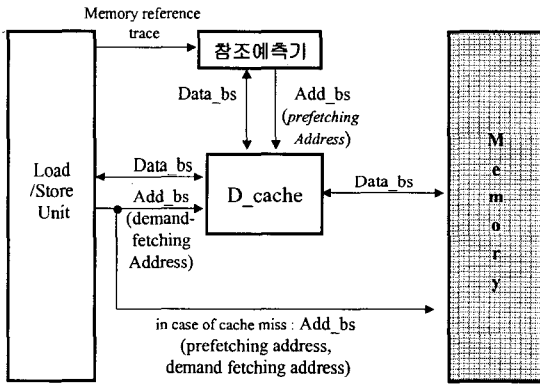 Memory reference
trace
참조예측기
Data_bs
Add_bs
(prefetching
Address)
Load
/Store
Unit
Data_bs
Add_bs
(demand-
fetching
Address)
D_cache
Data_bs
Memory
in case of cache miss : Add_bs
(prefetching address,
demand fetching address)